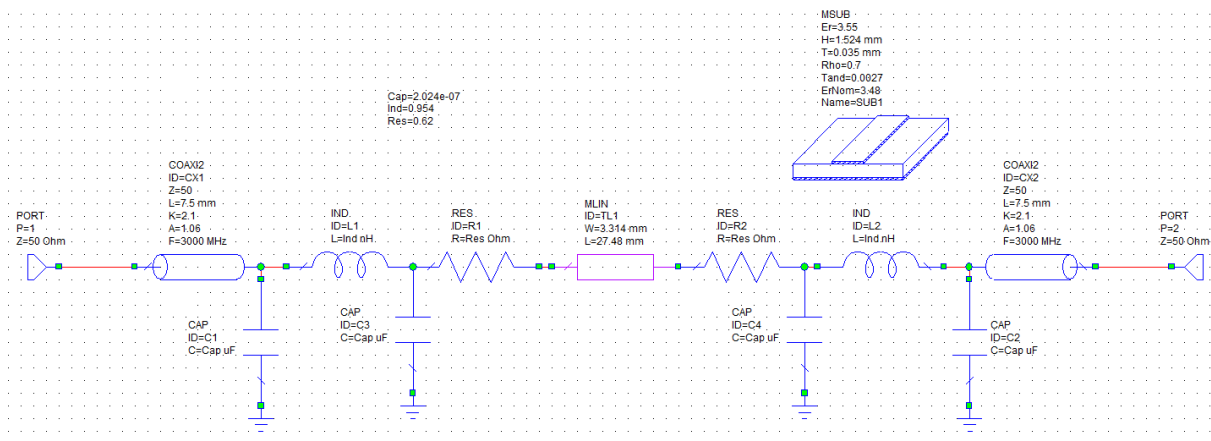 MSUB
Er=3.55
H=1.524 mm
T=0.035 mm
Rho=0.7
Tand=0.0027
ErNom=3.48
Name=SUB1
Cap=2.024e-07
Ind=0.954
Res=0.62
COAXI2
ID=CX1
Z=50
L=7.5 mm
K=2.1
A=1.06
F=3000 MHz
COAXI2
ID=CX2
Z=50
L=7.5 mm
K=2.1
A=1.06
F=3000 MHz
PORT
P=1
Z=50 Ohm
IND
ID=L1
L=Ind nH
RES
ID=R1
R=Res Ohm
MLIN
ID=TL1
W=3.314 mm
L=27.48 mm
RES
ID=R2
R=Res Ohm
IND
ID=L2
L=Ind nH
PORT
P=2
Z=50 Ohm
CAP
ID=C1
C=Cap uF
CAP
ID=C3
C=Cap uF
CAP
ID=C4
C=Cap uF
CAP
ID=C2
C=Cap uF